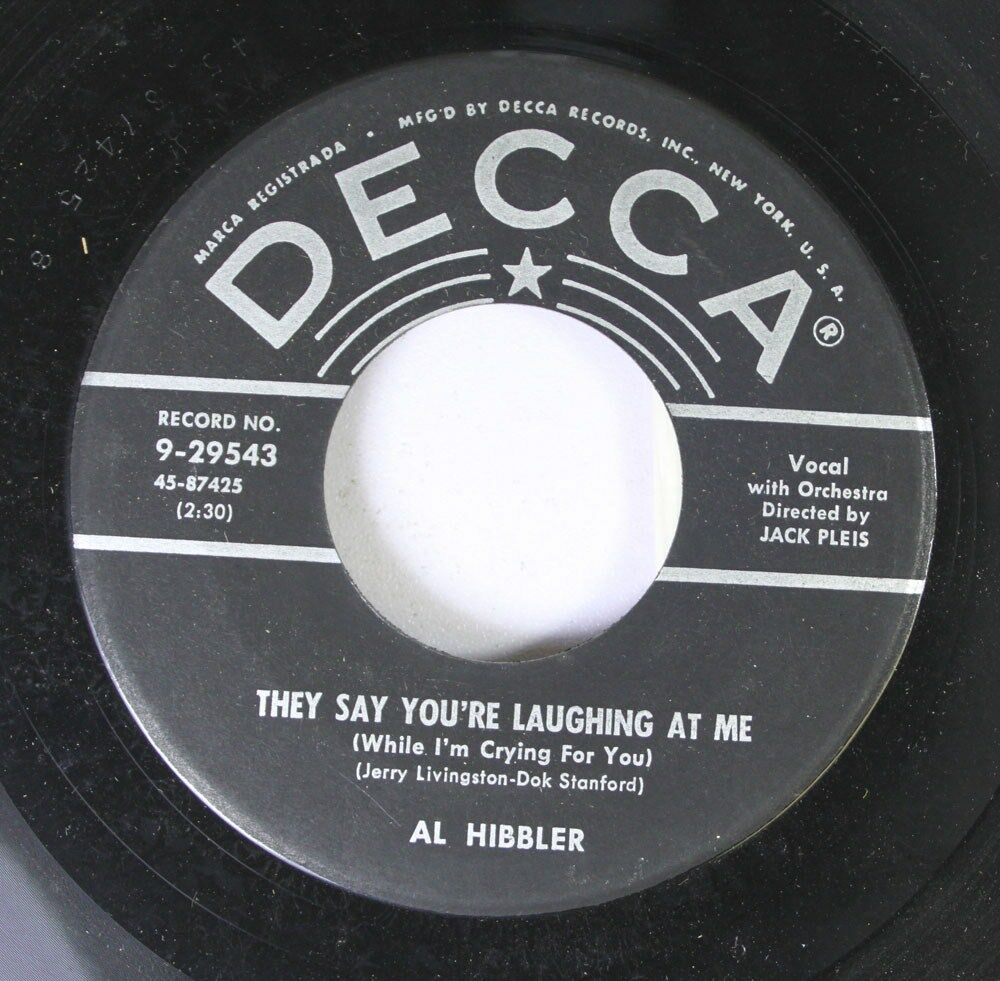 MARCA REGISTRADA • MFG'D BY DECCA RECORDS, INC., NEW YORK, U. S. A.
DECCA®
RECORD NO.
9-29543
45-87425
(2:30)
Vocal
with Orchestra
Directed by
JACK PLEIS
THEY SAY YOU'RE LAUGHING AT ME
(While I'm Crying For You)
(Jerry Livingston-Dok Stanford)
AL HIBBLER